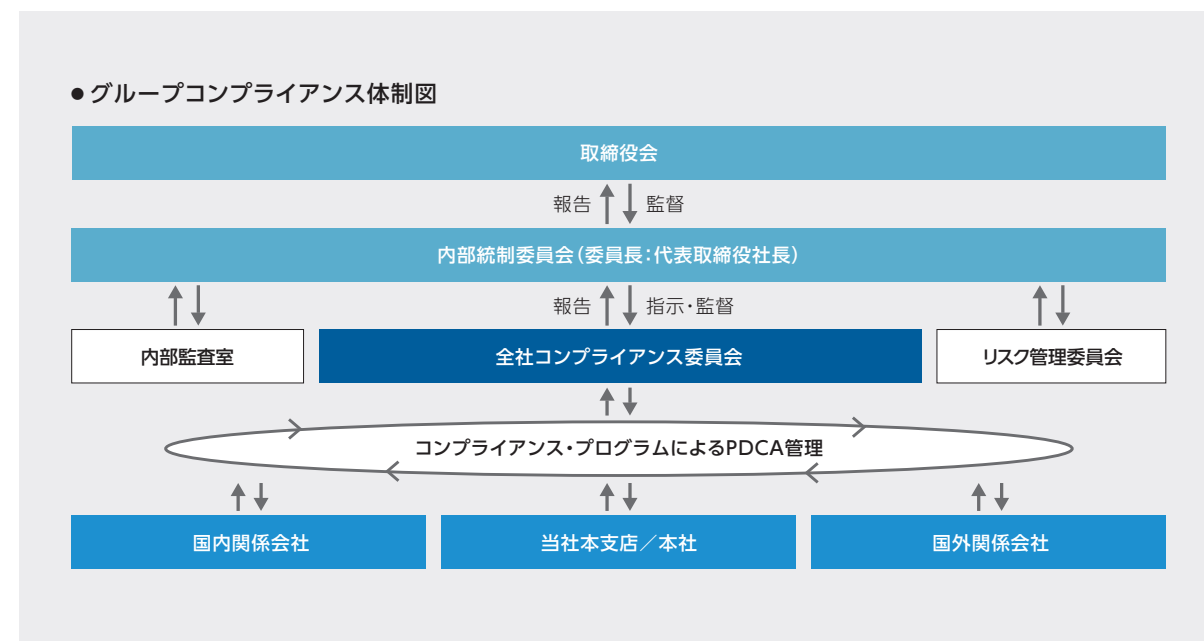 ●グループコンプライアンス体制図
取締役会
報告 監督
内部統制委員会（委員長：代表取締役社長）
報告 指示・監督
内部監査室
全社コンプライアンス委員会
リスク管理委員会
コンプライアンス・プログラムによるPDCA管理
国内関係会社
当社本支店／本社
国外関係会社